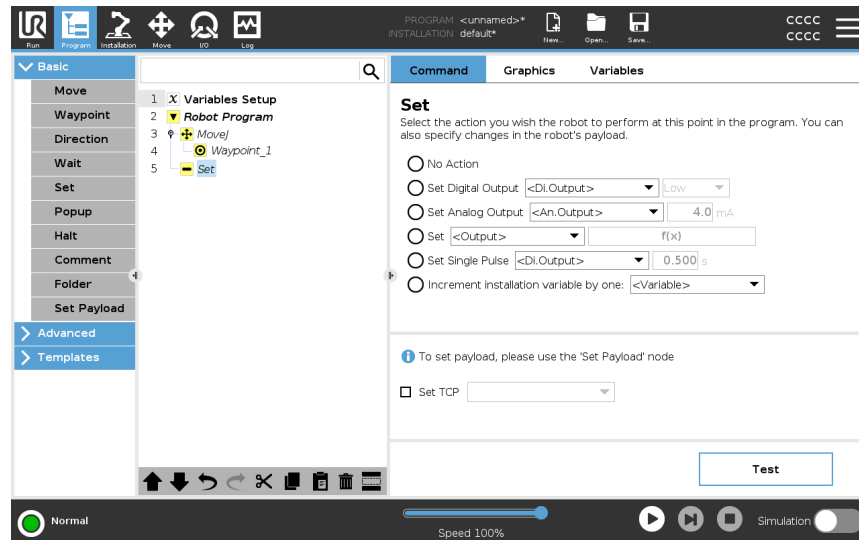 PROGRAM <unnamed>*
INSTALLATION default*
CCCC
CCCC
Run Program Installation Move I/O Log New... Open... Save...
Basic
Command Graphics Variables
Move
Waypoint
Direction
Wait
Set
Popup
Halt
Comment
Folder
Set Payload
Advanced
Templates
1 X Variables Setup
2 Robot Program
3 MoveJ
4 Waypoint_1
5 Set
Set
Select the action you wish the robot to perform at this point in the program. You can
also specify changes in the robot's payload.
No Action
Set Digital Output <Di.Output> Low
Set Analog Output <An.Output> 4.0 mA
Set <Output> f(x)
Set Single Pulse <Di.Output> 0.500 s
Increment installation variable by one: <Variable>
To set payload, please use the 'Set Payload' node
Set TCP
Test
Normal
Speed 100%
Simulation